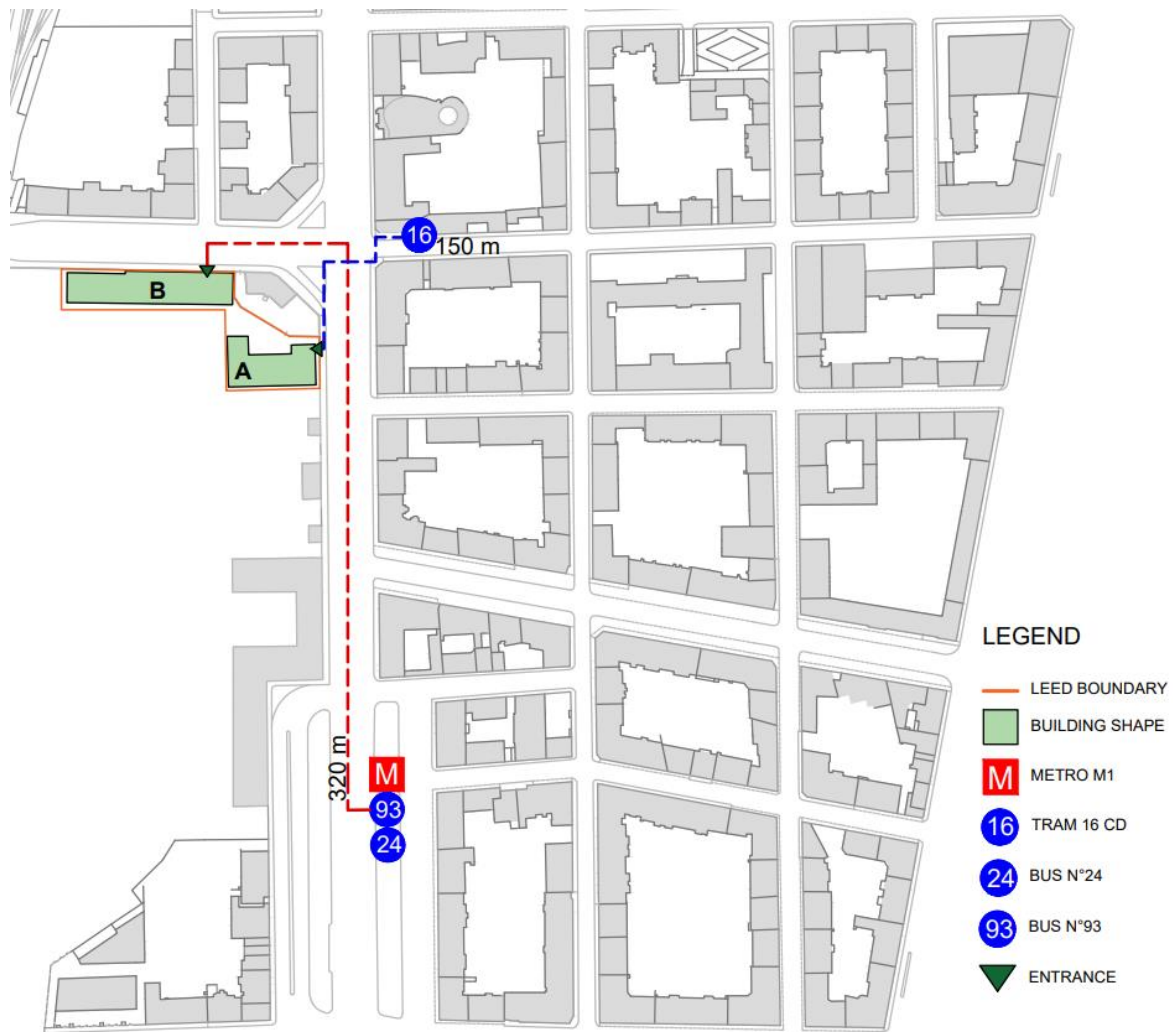 16
150 m
B
A
320 m
M
93
24
LEGEND
LEED BOUNDARY
BUILDING SHAPE
M METRO M1
16 TRAM 16 CD
24 BUS N°24
93 BUS N°93
ENTRANCE